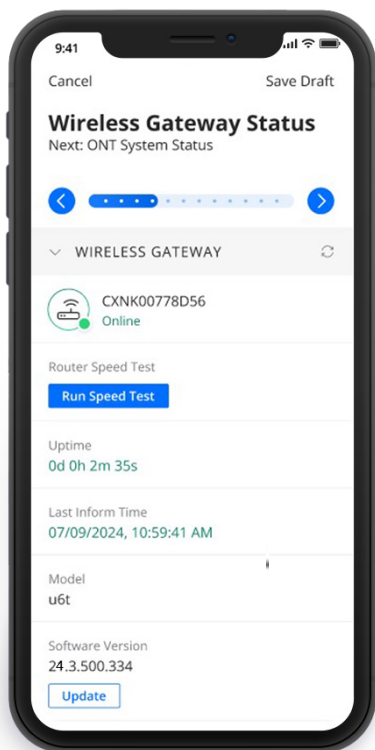 9:41
Cancel Save Draft
Wireless Gateway Status
Next: ONT System Status
WIRELESS GATEWAY
CXNK00778D56
Online
Router Speed Test
Run Speed Test
Uptime
0d 0h 2m 35s
Last Inform Time
07/09/2024, 10:59:41 AM
Model
u6t
Software Version
24.3.500.334
Update